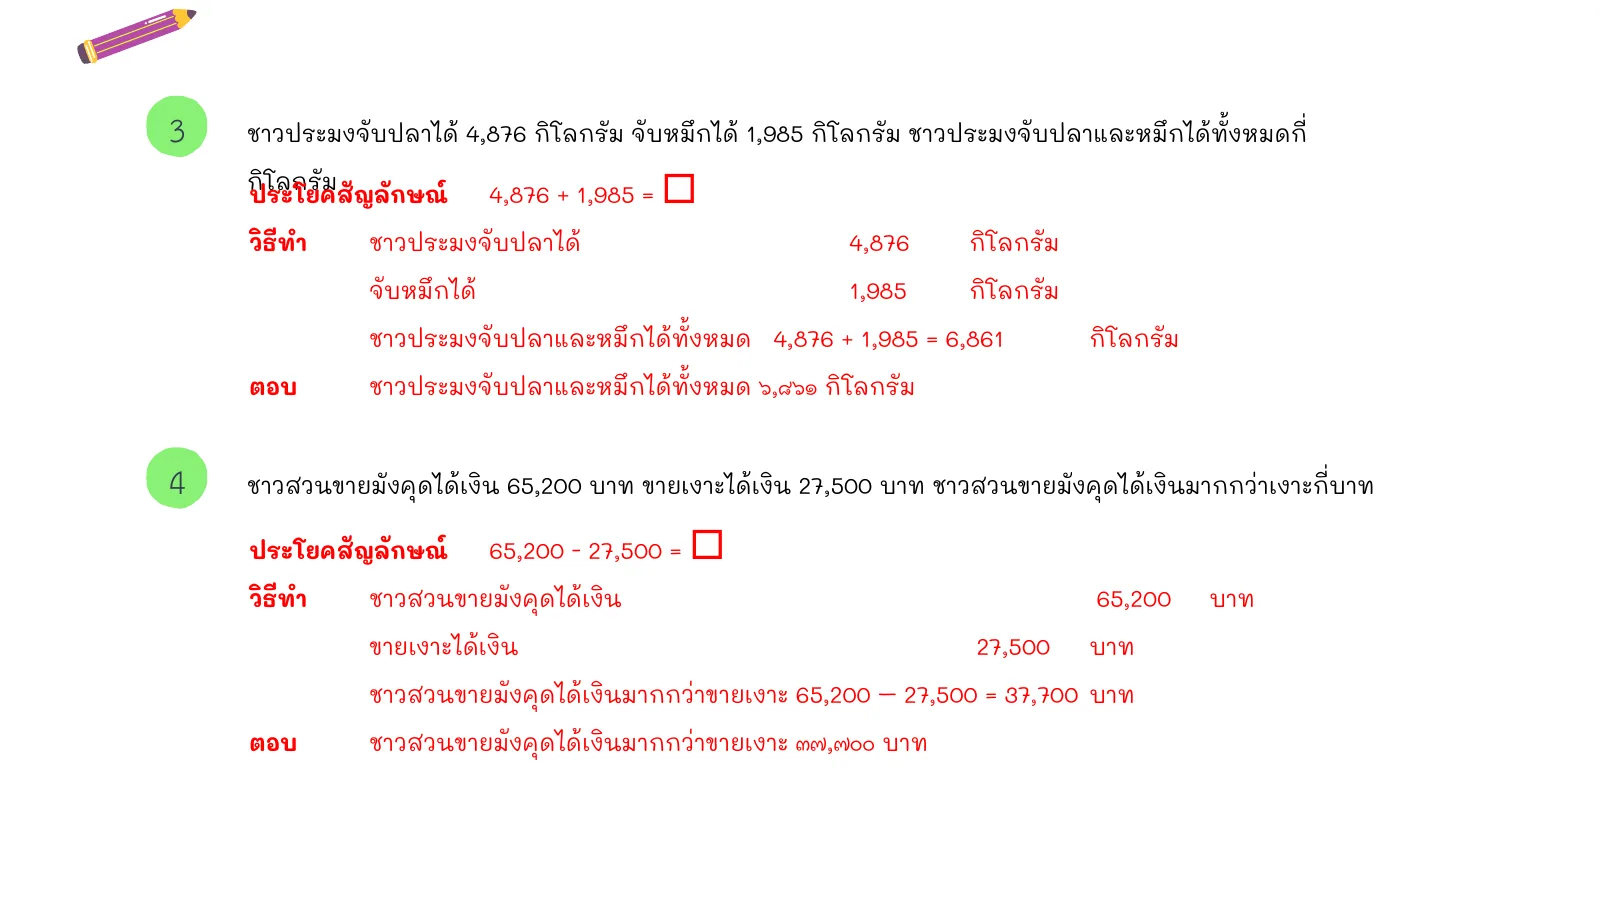 3
ชาวประมงจับปลาได้ 4,876 กิโลกรัม จับหมึกได้ 1,985 กิโลกรัม ชาวประมงจับปลาและหมึกได้ทั้งหมดกี่
กิโลกรัม
ประโยคสัญลักษณ์ 4,876 + 1,985 = □
วิธีทำ ชาวประมงจับปลาได้ 4,876 กิโลกรัม
จับหมึกได้ 1,985 กิโลกรัม
ชาวประมงจับปลาและหมึกได้ทั้งหมด 4,876 + 1,985 = 6,861 กิโลกรัม
ตอบ ชาวประมงจับปลาและหมึกได้ทั้งหมด ๖,๘๖๑ กิโลกรัม
4
ชาวสวนขายมังคุดได้เงิน 65,200 บาท ขายเงาะได้เงิน 27,500 บาท ชาวสวนขายมังคุดได้เงินมากกว่าเงาะกี่บาท
ประโยคสัญลักษณ์ 65,200 - 27,500 = □
วิธีทำ ชาวสวนขายมังคุดได้เงิน 65,200 บาท
ขายเงาะได้เงิน 27,500 บาท
ชาวสวนขายมังคุดได้เงินมากกว่าขายเงาะ 65,200 – 27,500 = 37,700 บาท
ตอบ ชาวสวนขายมังคุดได้เงินมากกว่าขายเงาะ ๓๗,๗๐๐ บาท